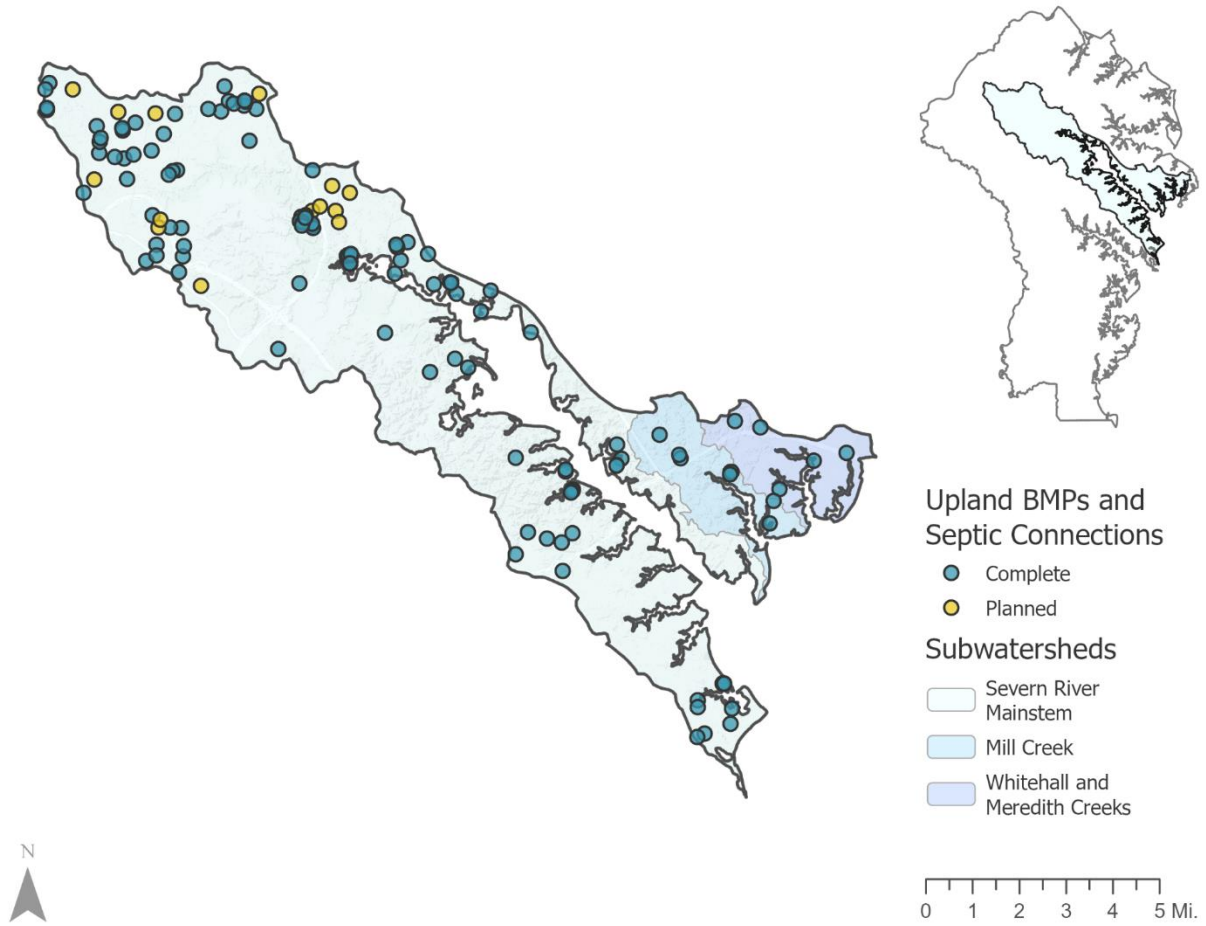 Upland BMPs and
Septic Connections
Complete
Planned
Subwatersheds
Severn River
Mainstem
Mill Creek
Whitehall and
Meredith Creeks
N
0 1 2 3 4 5 Mi.